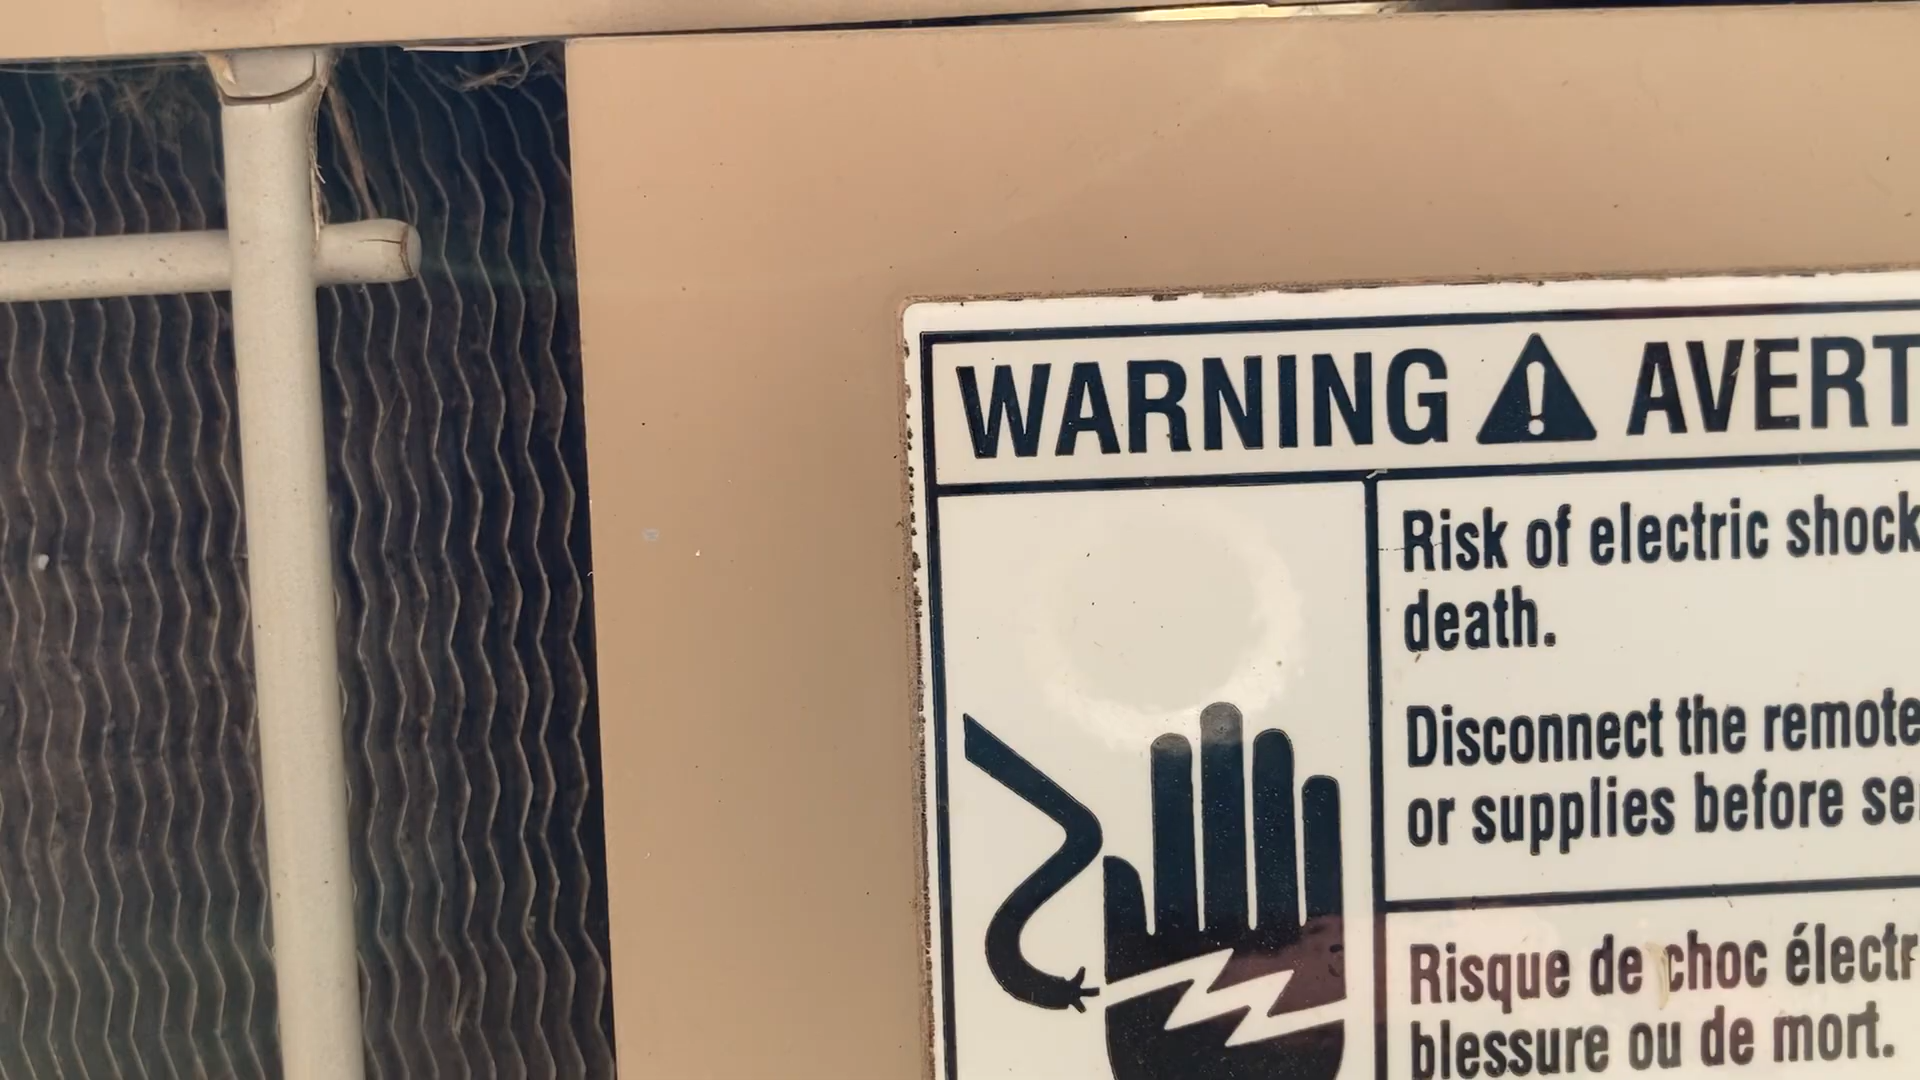 WARNING AVERT
Risk of electric shock
death.
Disconnect the remote
or supplies before se
Risque de choc électr
blessure ou de mort.